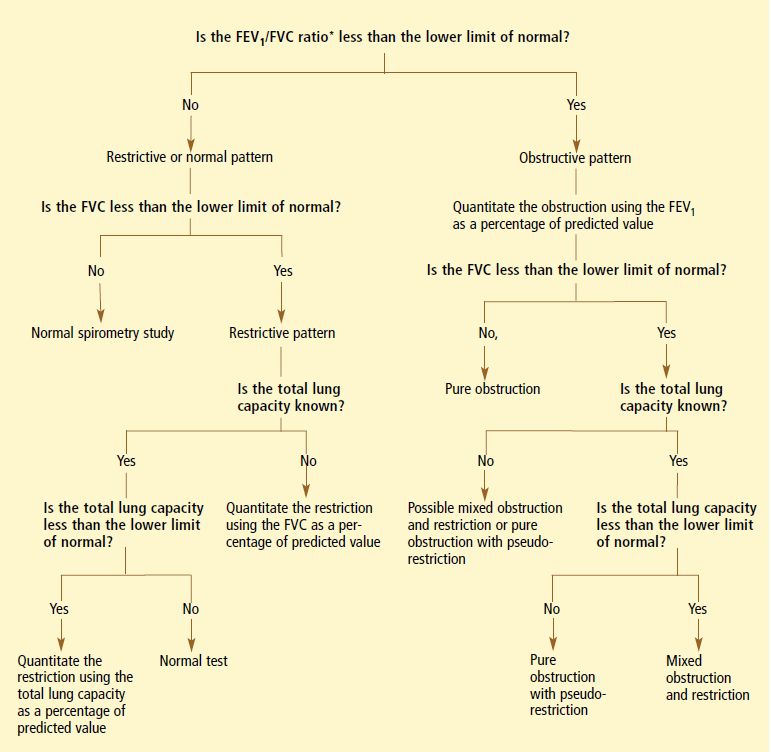 Is the FEV1/FVC ratio* less than the lower limit of normal?
No
Yes
Restrictive or normal pattern
Obstructive pattern
Is the FVC less than the lower limit of normal?
Quantitate the obstruction using the FEV1
as a percentage of predicted value
No
Yes
Is the FVC less than the lower limit of normal?
Normal spirometry study
Restrictive pattern
No,
Yes
Is the total lung
capacity known?
Pure obstruction
Is the total lung
capacity known?
Yes
No
No
Yes
Is the total lung capacity
less than the lower limit
of normal?
Quantitate the restriction
using the FVC as a per-
centage of predicted value
Possible mixed obstruction
and restriction or pure
obstruction with pseudo-
restriction
Is the total lung capacity
less than the lower limit
of normal?
Yes
No
No
Yes
Quantitate the
restriction using the
total lung capacity
as a percentage of
predicted value
Normal test
Pure
obstruction
with pseudo-
restriction
Mixed
obstruction
and restriction